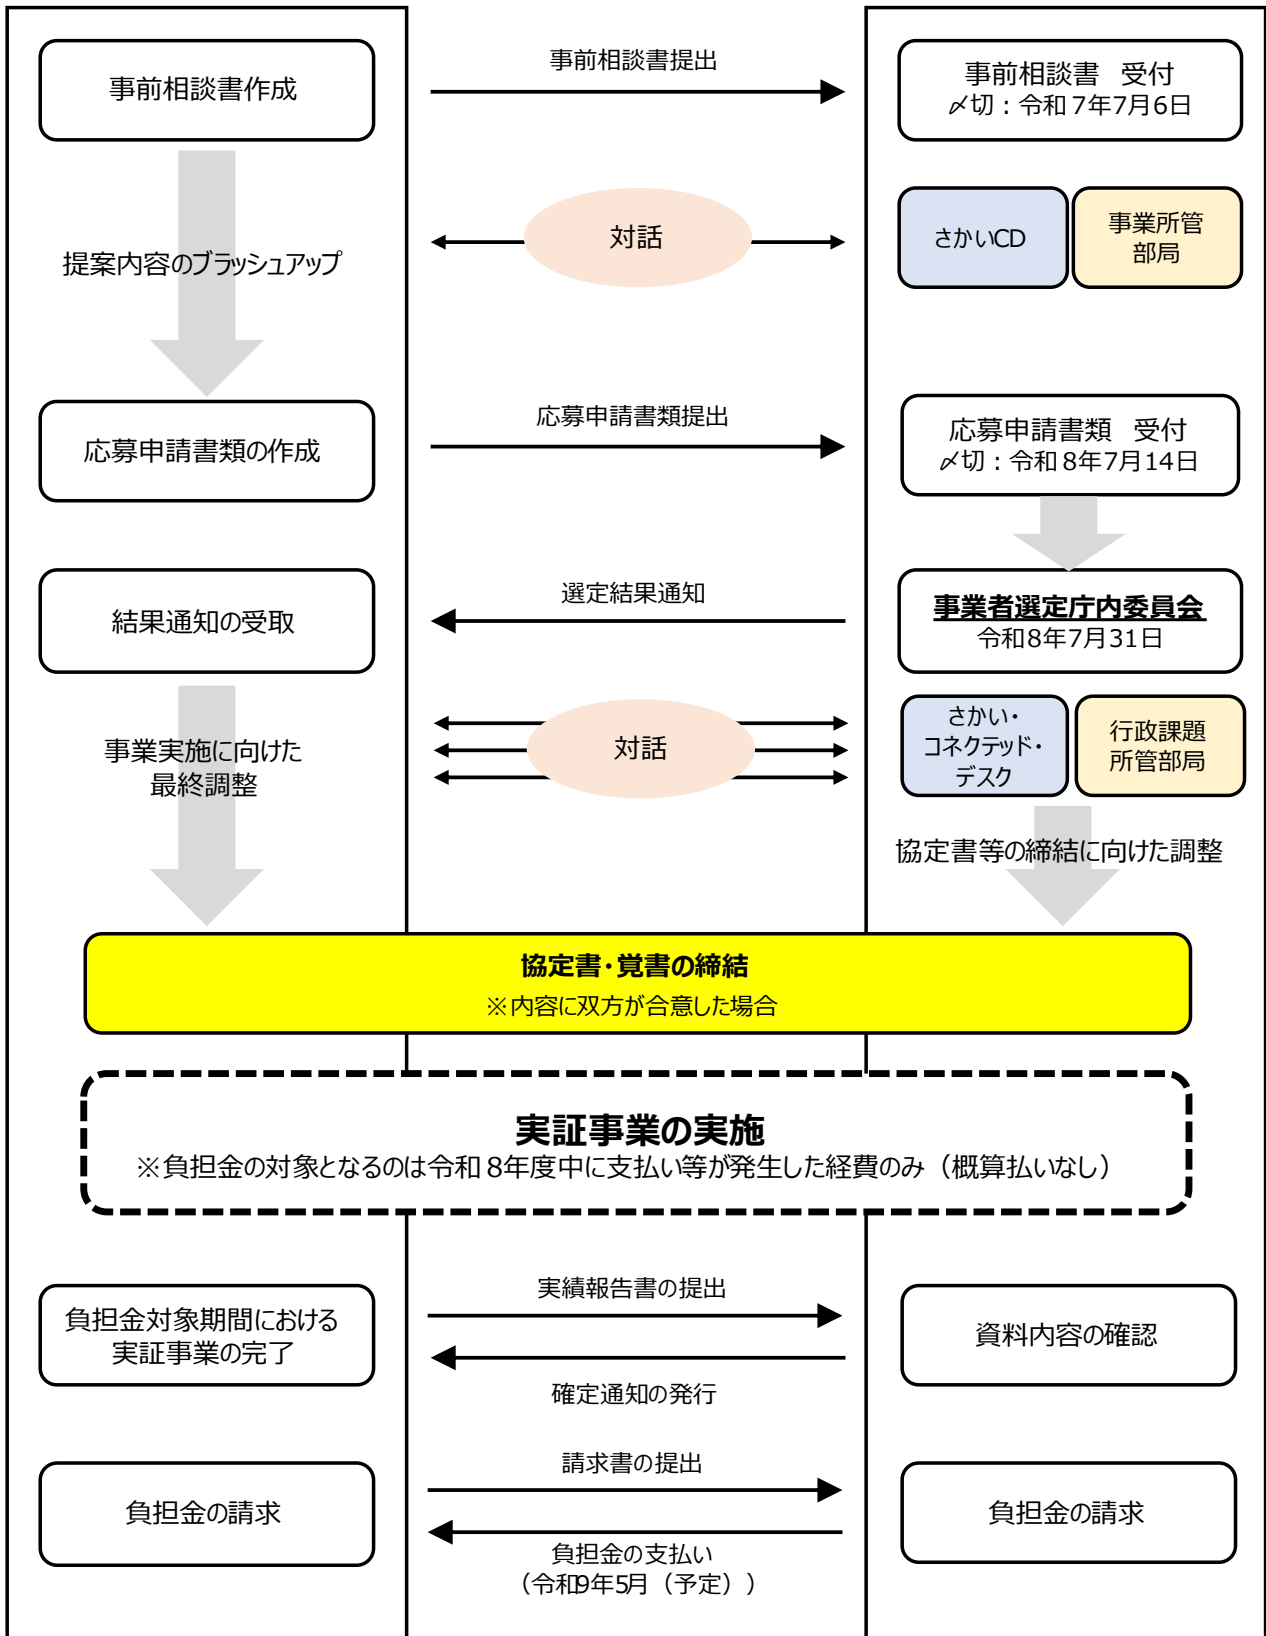 事前相談書作成
事前相談書提出
事前相談書 受付
〆切：令和7年7月6日
提案内容のブラッシュアップ
対話
さかいCD
事業所管
部局
応募申請書類の作成
応募申請書類提出
応募申請書類 受付
〆切：令和8年7月14日
結果通知の受取
選定結果通知
事業者選定庁内委員会
令和8年7月31日
事業実施に向けた
最終調整
対話
さかい・
コネクテッド・
デスク
行政課題
所管部局
協定書等の締結に向けた調整
協定書・覚書の締結
※内容に双方が合意した場合
実証事業の実施
※負担金の対象となるのは令和8年度中に支払い等が発生した経費のみ（概算払いなし）
負担金対象期間における
実証事業の完了
実績報告書の提出
確定通知の発行
資料内容の確認
負担金の請求
請求書の提出
負担金の支払い
（令和9年5月（予定））
負担金の請求